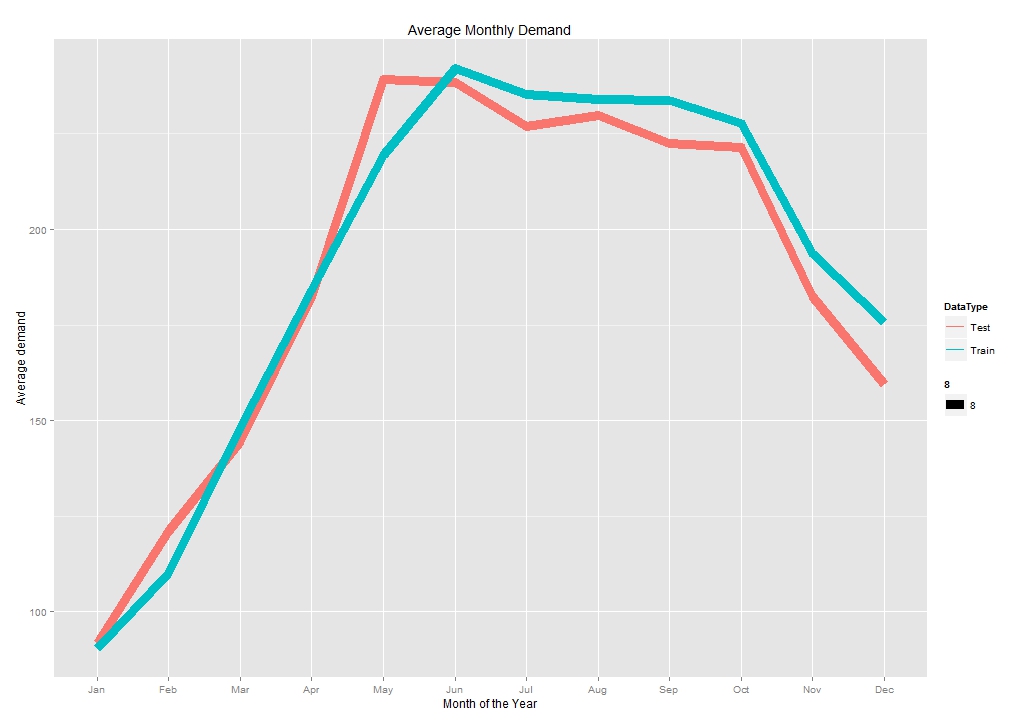 Average Monthly Demand
Average demand
200
150
100
Jan Feb Mar Apr May Jun Jul Aug Sep Oct Nov Dec
Month of the Year
DataType
Test
Train
8
8